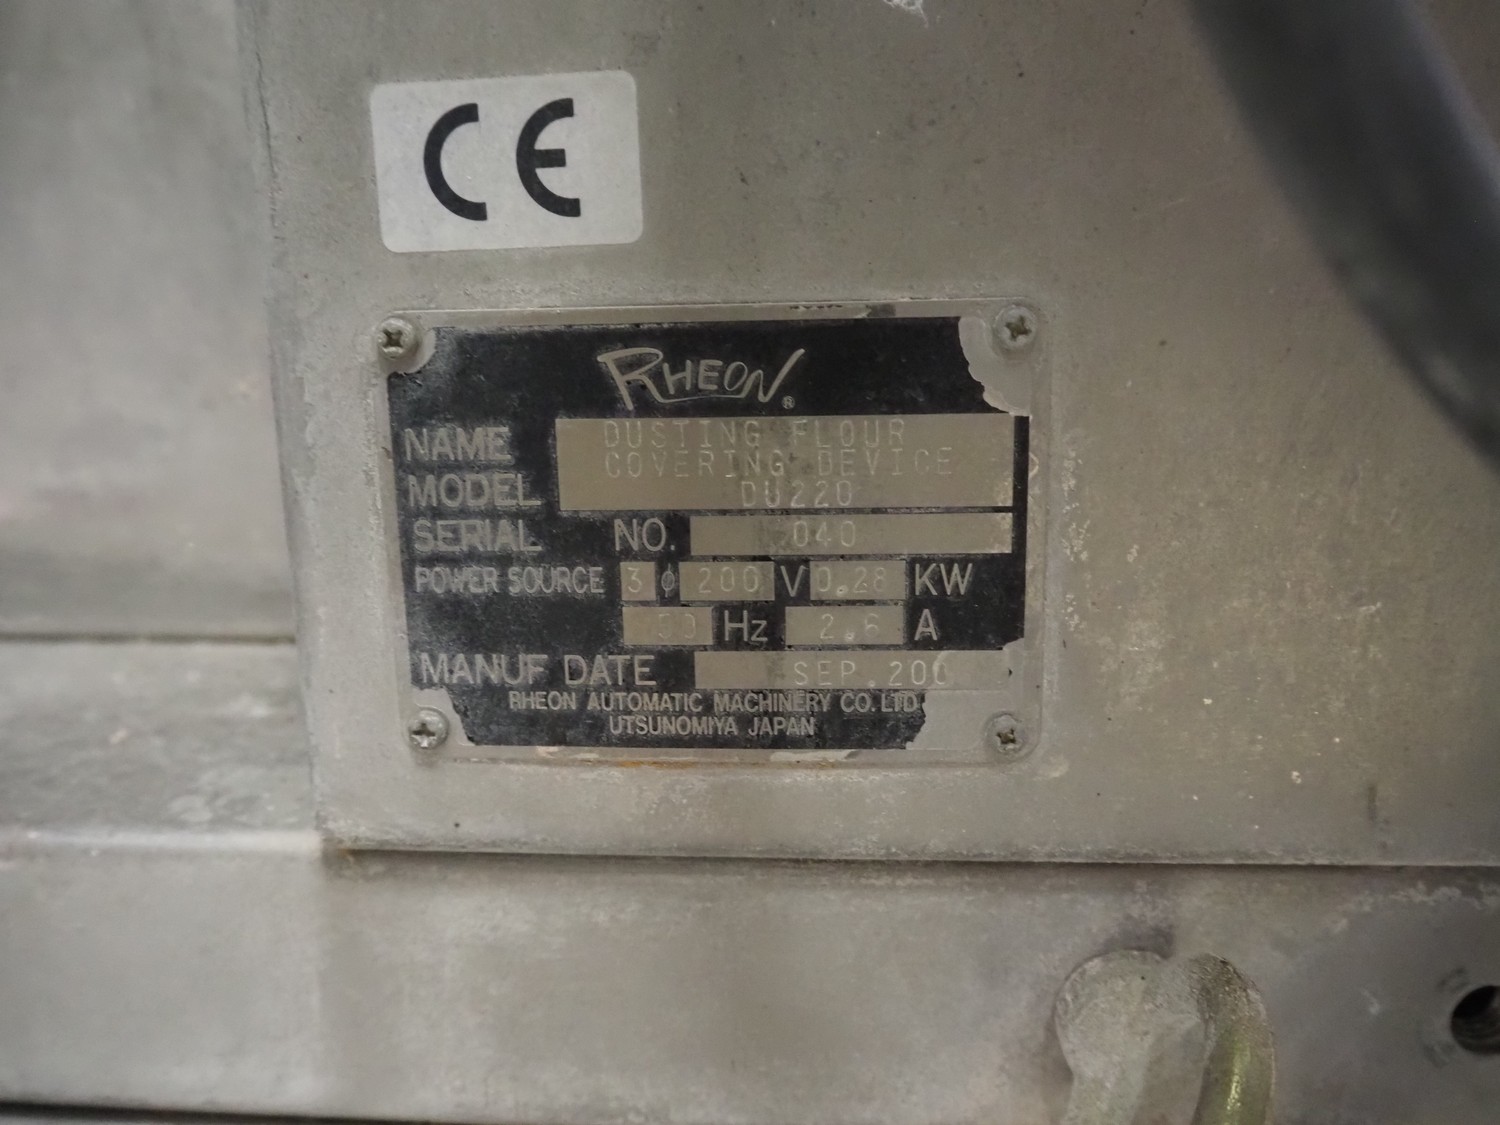 CE
RHEON®
NAME DUSTING FLOUR
COVERING DEVICE
MODEL DU220
SERIAL NO. 040
POWER SOURCE 3 φ 200 V 0.28 KW
50 Hz 2.6 A
MANUF DATE SEP.200
RHEON AUTOMATIC MACHINERY CO.LTD
UTSUNOMIYA JAPAN